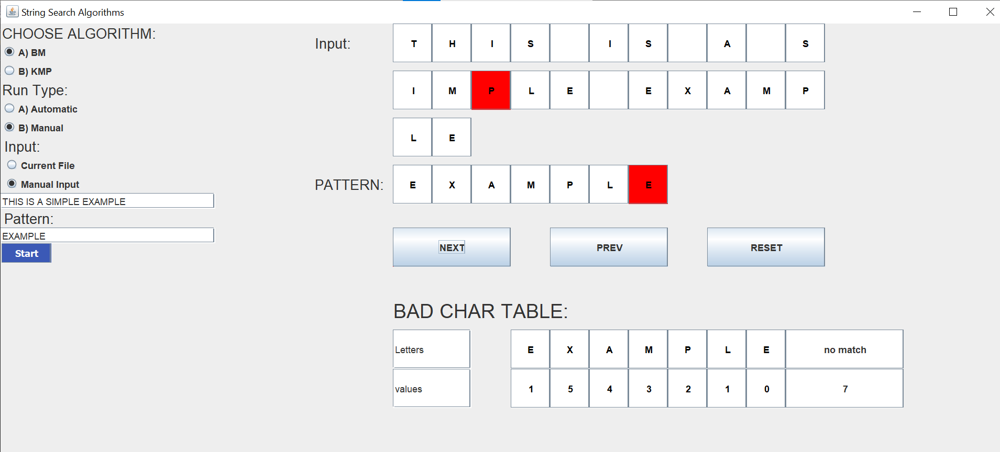 String Search Algorithms
CHOOSE ALGORITHM:
A) BM
B) KMP
Run Type:
A) Automatic
B) Manual
Input:
Current File
Manual Input
THIS IS A SIMPLE EXAMPLE
Pattern:
EXAMPLE
Start
Input: T H I S I S A S
I M P L E E X A M P
L E
PATTERN: E X A M P L E
NEXT PREV RESET
BAD CHAR TABLE:
Letters E X A M P L E no match
values 1 5 4 3 2 1 0 7